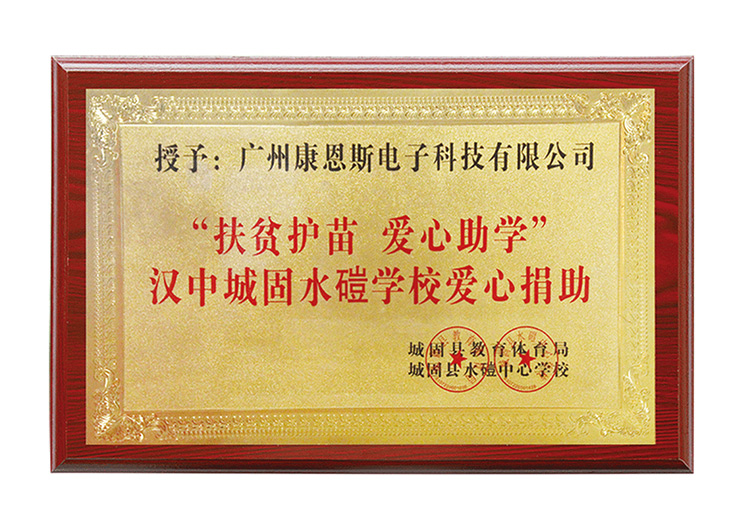 授予：广州康恩斯电子科技有限公司
“扶贫护苗 爱心助学”
汉中城固水磑学校爱心捐助
城固县教育体育局
城固县水磑中心学校